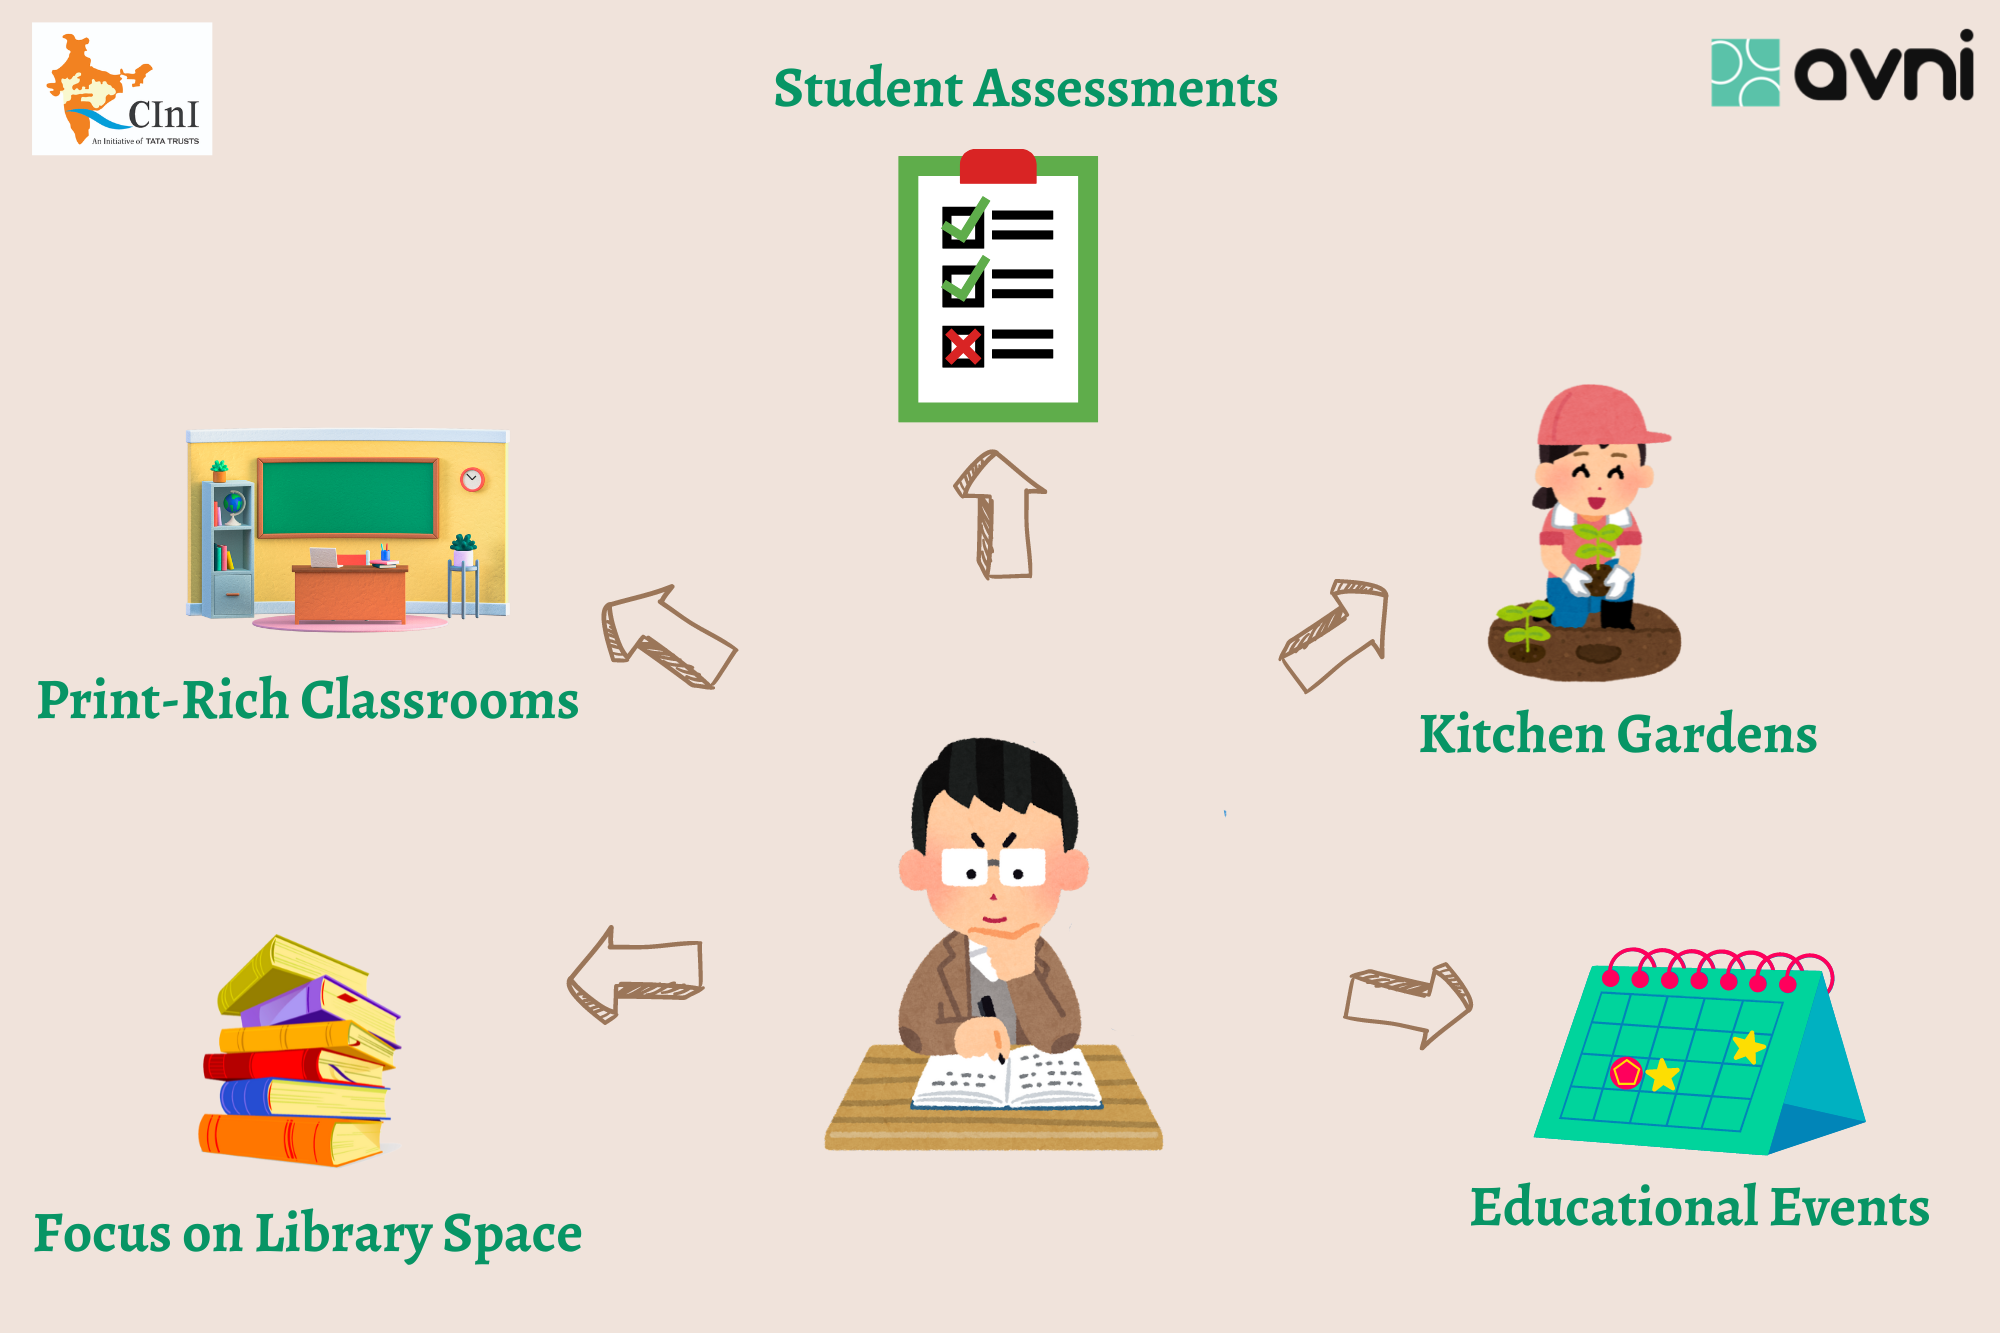 CInI
An Initiative of TATA TRUSTS
avni
Student Assessments
Print-Rich Classrooms
Kitchen Gardens
Focus on Library Space
Educational Events